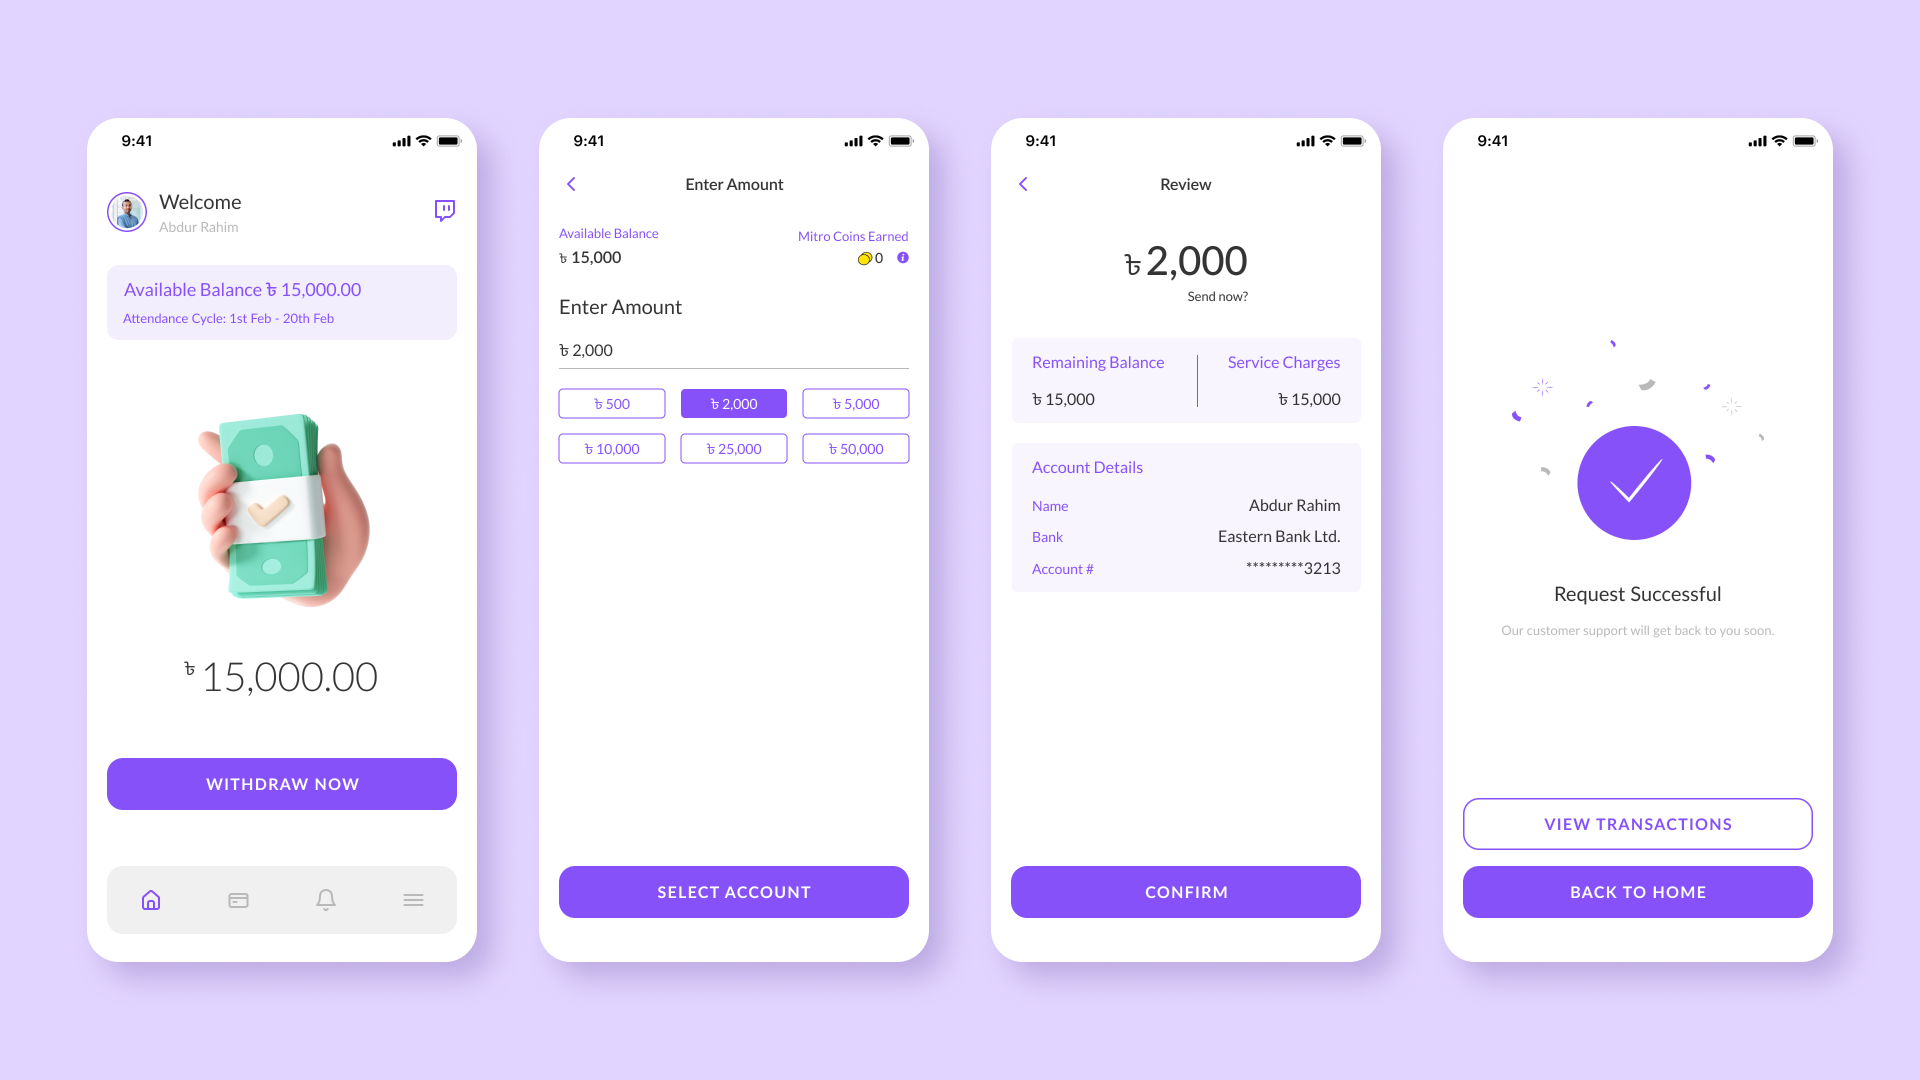 9:41
Welcome
Abdur Rahim
Available Balance ৳ 15,000.00
Attendance Cycle: 1st Feb - 20th Feb
৳ 15,000.00
WITHDRAW NOW
9:41
Enter Amount
Available Balance
Mitro Coins Earned
৳ 15,000
0
Enter Amount
৳ 2,000
৳ 500
৳ 2,000
৳ 5,000
৳ 10,000
৳ 25,000
৳ 50,000
SELECT ACCOUNT
9:41
Review
৳ 2,000
Send now?
Remaining Balance
Service Charges
৳ 15,000
৳ 15,000
Account Details
Name
Abdur Rahim
Bank
Eastern Bank Ltd.
Account #
*********3213
CONFIRM
9:41
Request Successful
Our customer support will get back to you soon.
VIEW TRANSACTIONS
BACK TO HOME